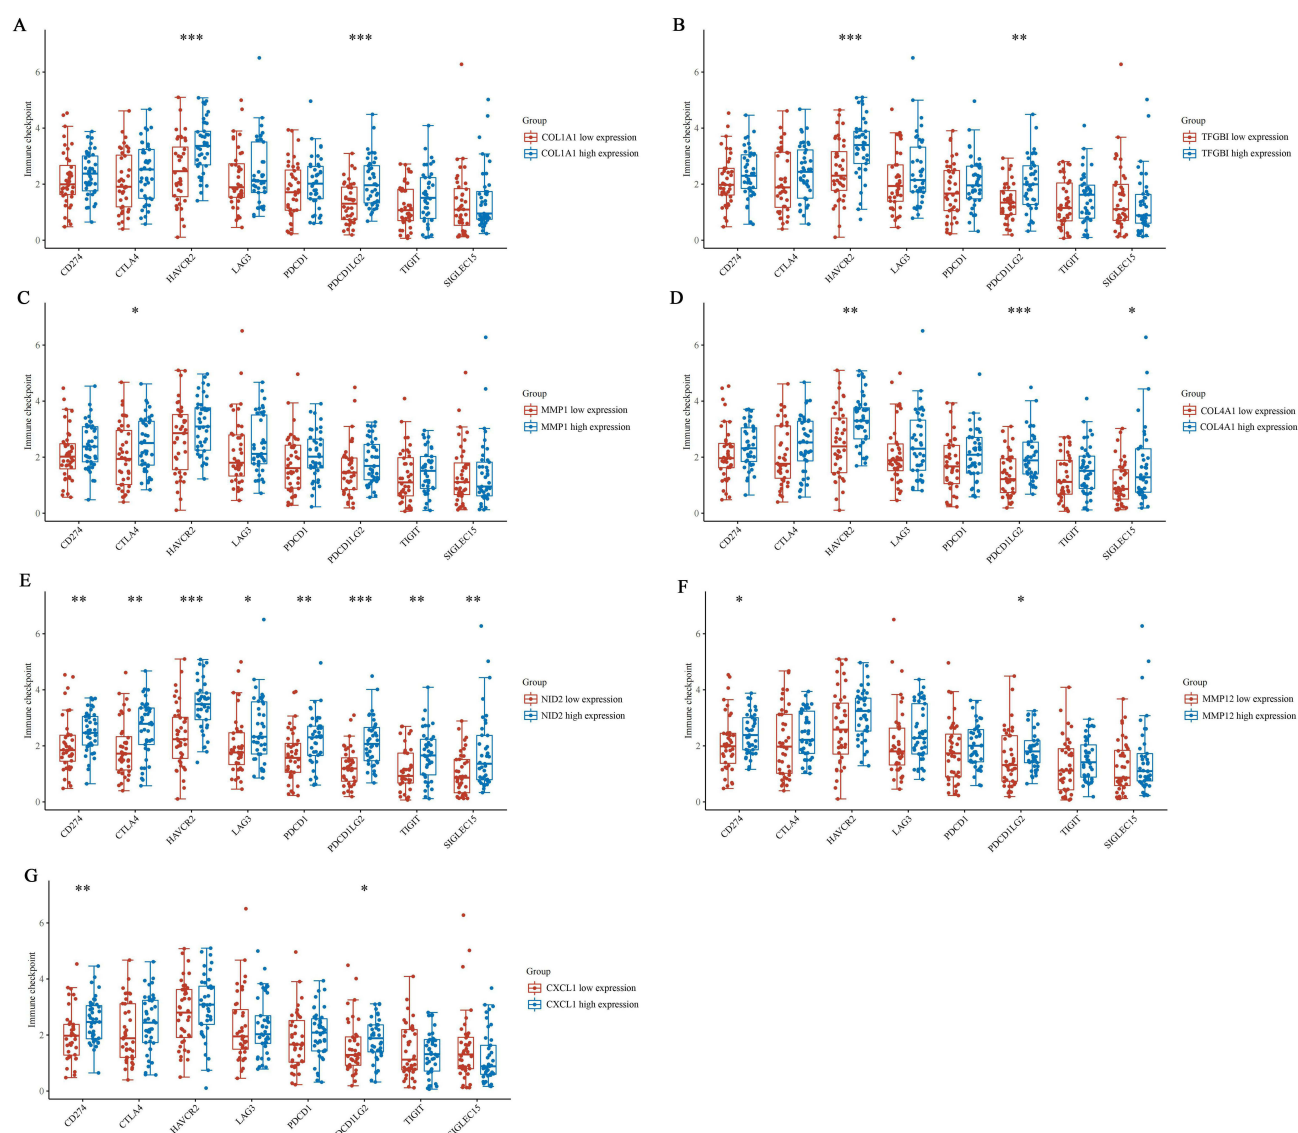 A
***
***
Immune checkpoint
6
4
2
0
CD274
CTLA4
HAVCR2
LAG3
PDCD1
PDCD1LG2
TIGIT
SIGLEC15
Group
COL1A1 low expression
COL1A1 high expression
B
***
**
Immune checkpoint
6
4
2
0
CD274
CTLA4
HAVCR2
LAG3
PDCD1
PDCD1LG2
TIGIT
SIGLEC15
Group
TFGBI low expression
TFGBI high expression
C
*
Immune checkpoint
6
4
2
0
CD274
CTLA4
HAVCR2
LAG3
PDCD1
PDCD1LG2
TIGIT
SIGLEC15
Group
MMP1 low expression
MMP1 high expression
D
**
***
*
Immune checkpoint
6
4
2
0
CD274
CTLA4
HAVCR2
LAG3
PDCD1
PDCD1LG2
TIGIT
SIGLEC15
Group
COL4A1 low expression
COL4A1 high expression
E
**
**
***
*
**
***
**
**
Immune checkpoint
6
4
2
0
CD274
CTLA4
HAVCR2
LAG3
PDCD1
PDCD1LG2
TIGIT
SIGLEC15
Group
NID2 low expression
NID2 high expression
F
*
*
Immune checkpoint
6
4
2
0
CD274
CTLA4
HAVCR2
LAG3
PDCD1
PDCD1LG2
TIGIT
SIGLEC15
Group
MMP12 low expression
MMP12 high expression
G
**
*
Immune checkpoint
6
4
2
0
CD274
CTLA4
HAVCR2
LAG3
PDCD1
PDCD1LG2
TIGIT
SIGLEC15
Group
CXCL1 low expression
CXCL1 high expression